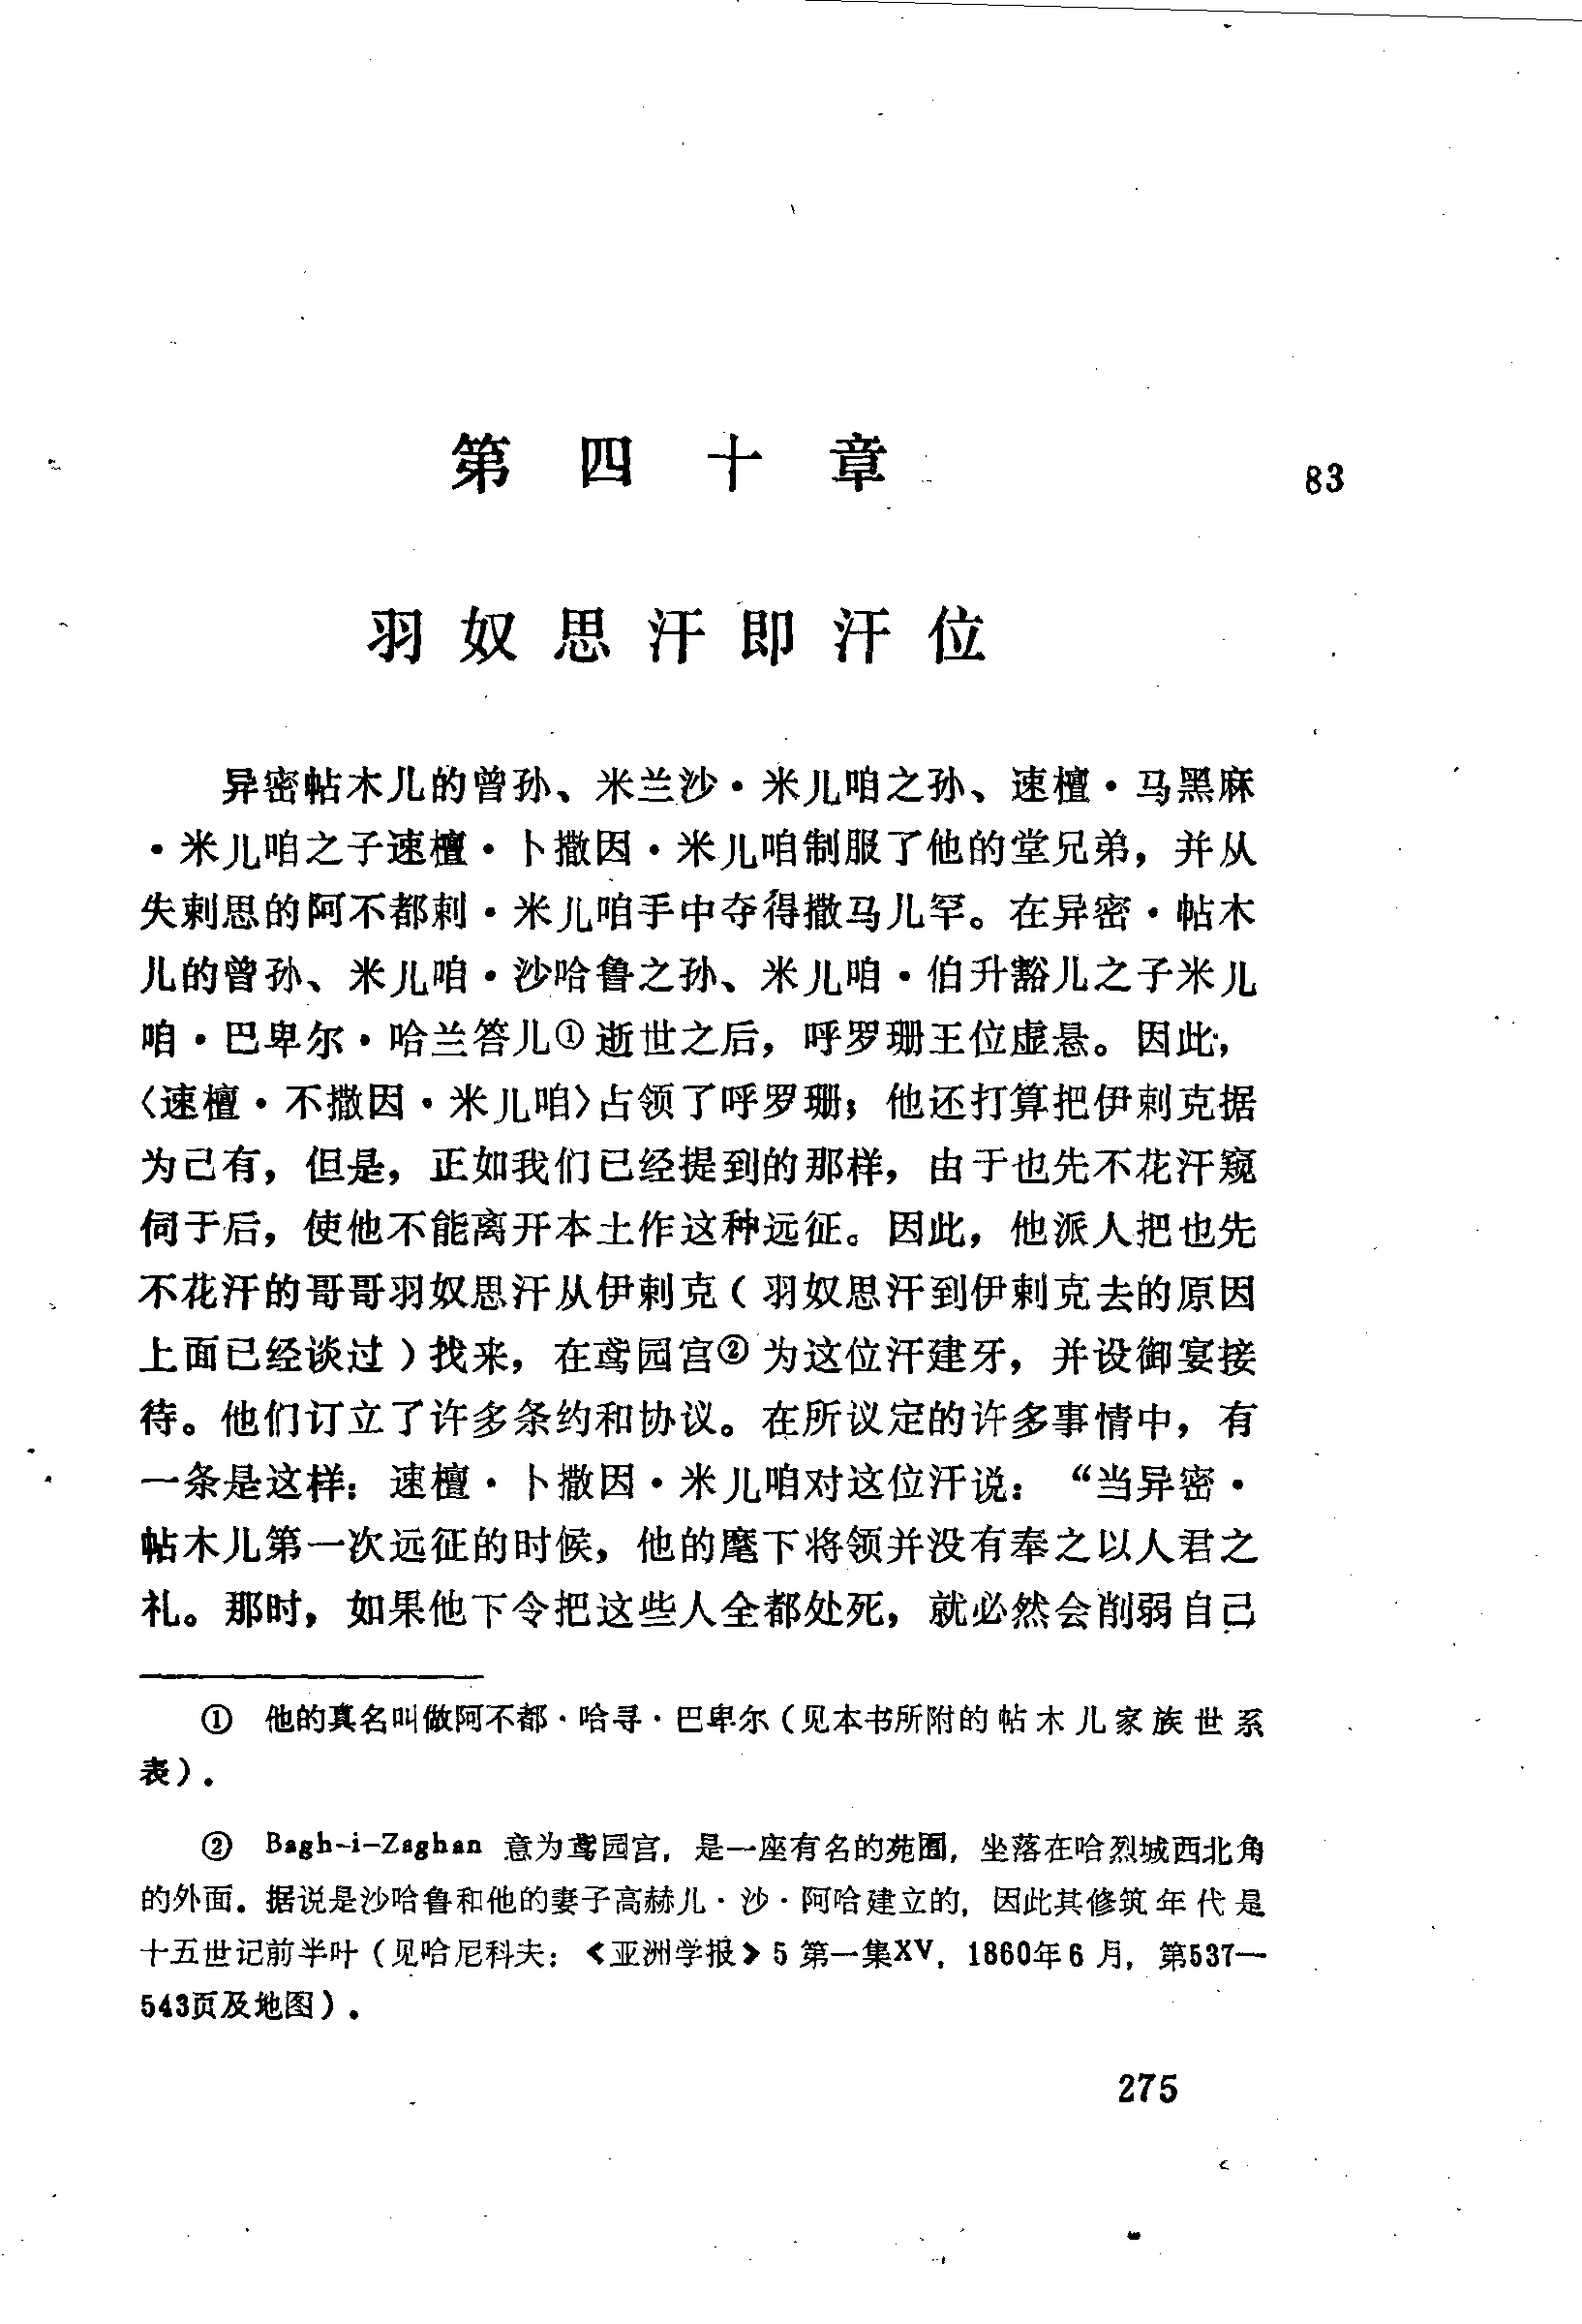 第四十章
83
羽奴思汗即汗位
异密帖木儿的曾孙、米兰沙·米儿咱之孙、速檀·马黑麻
·米儿咱之子速檀·卜撒因·米儿咱制服了他的堂兄弟，并从
失剌思的阿不都剌·米儿咱手中夺得撒马儿罕。在异密·帖木
儿的曾孙、米儿咱·沙哈鲁之孙、米儿咱·伯升豁儿之子米儿
咱·巴卑尔·哈兰答儿①逝世之后，呼罗珊王位虚悬。因此，
〈速檀·不撒因·米儿咱〉占领了呼罗珊；他还打算把伊剌克据
为己有，但是，正如我们已经提到的那样，由于也先不花汗窥
伺于后，使他不能离开本土作这种远征。因此，他派人把也先
不花汗的哥哥羽奴思汗从伊剌克（羽奴思汗到伊剌克去的原因
上面已经谈过）找来，在鸢园宫②为这位汗建牙，并设御宴接
待。他们订立了许多条约和协议。在所议定的许多事情中，有
一条是这样：速檀·卜撒因·米儿咱对这位汗说：“当异密·
帖木儿第一次远征的时候，他的麾下将领并没有奉之以人君之
礼。那时，如果他下令把这些人全都处死，就必然会削弱自己
① 他的真名叫做阿不都·哈寻·巴卑尔（见本书所附的帖木儿家族世系
表）．
② Bagh-i-Zaghan 意为鸢园宫，是一座有名的苑囿，坐落在哈烈城西北角
的外面．据说是沙哈鲁和他的妻子高赫儿·沙·阿哈建立的，因此其修筑年代是
十五世记前半叶（见哈尼科夫：《亚洲学报》5 第一集XV，1860年6月，第537—
543页及地图）．
275